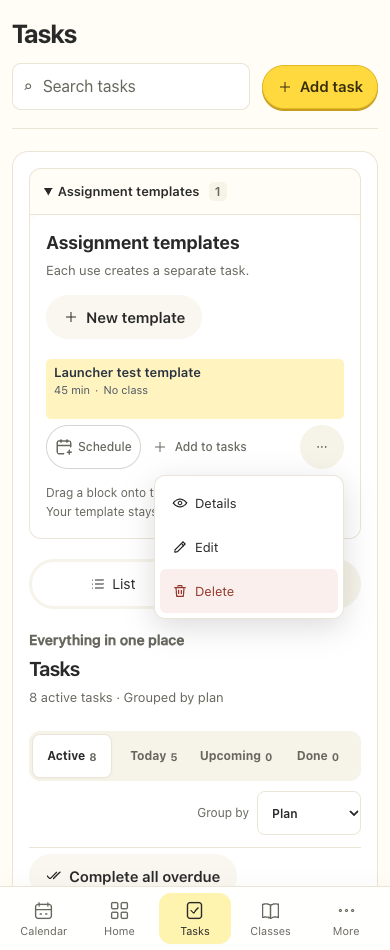 Tasks
Search tasks
+ Add task
▼ Assignment templates 1
Assignment templates
Each use creates a separate task.
+ New template
Launcher test template
45 min · No class
Schedule + Add to tasks ···
Drag a block onto t
Your template stays
Details
Edit
Delete
List
Everything in one place
Tasks
8 active tasks · Grouped by plan
Active 8 Today 5 Upcoming 0 Done 0
Group by Plan
Complete all overdue
Calendar Home Tasks Classes More